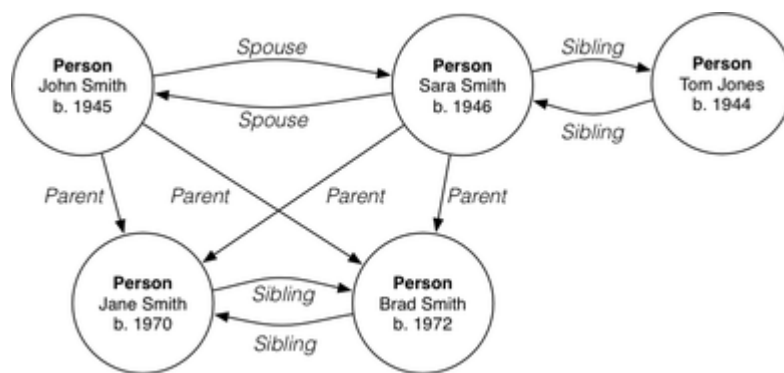 Person
John Smith
b. 1945
Spouse
Spouse
Person
Sara Smith
b. 1946
Sibling
Sibling
Person
Tom Jones
b. 1944
Parent
Parent
Parent
Parent
Person
Jane Smith
b. 1970
Sibling
Sibling
Person
Brad Smith
b. 1972